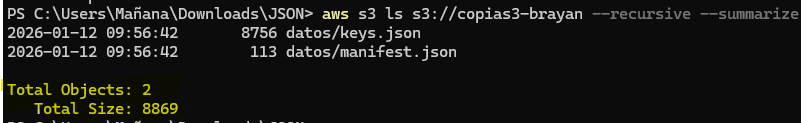 PS C:\Users\Mañana\Downloads\JSON> aws s3 ls s3://copias3-brayan --recursive --summarize
2026-01-12 09:56:42       8756 datos/keys.json
2026-01-12 09:56:42        113 datos/manifest.json

Total Objects: 2
   Total Size: 8869